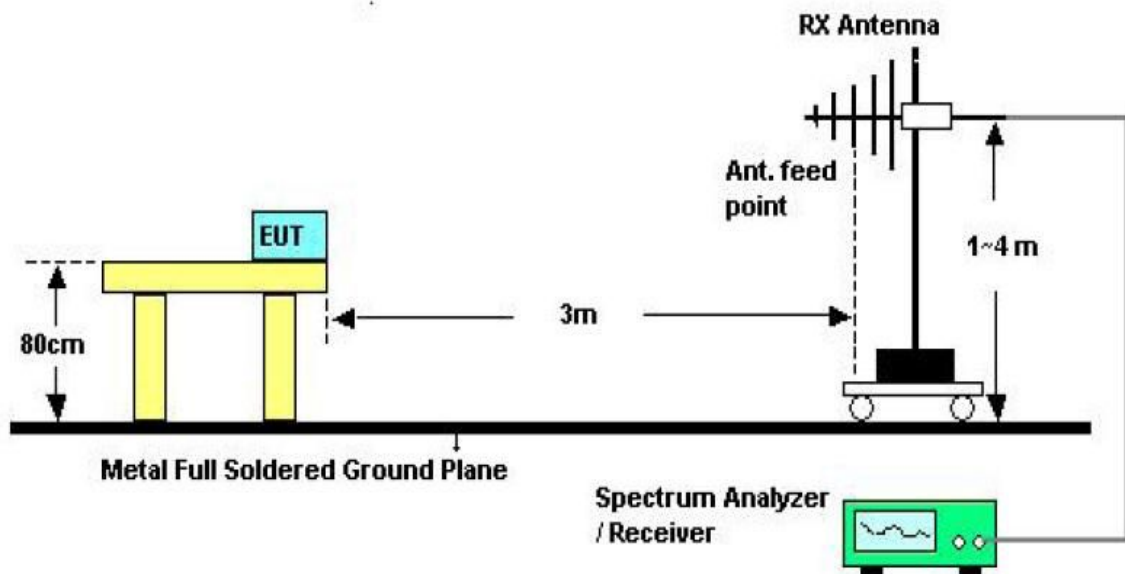 RX Antenna
Ant. feed
point
EUT
1~4 m
3m
80cm
Metal Full Soldered Ground Plane
Spectrum Analyzer
/ Receiver